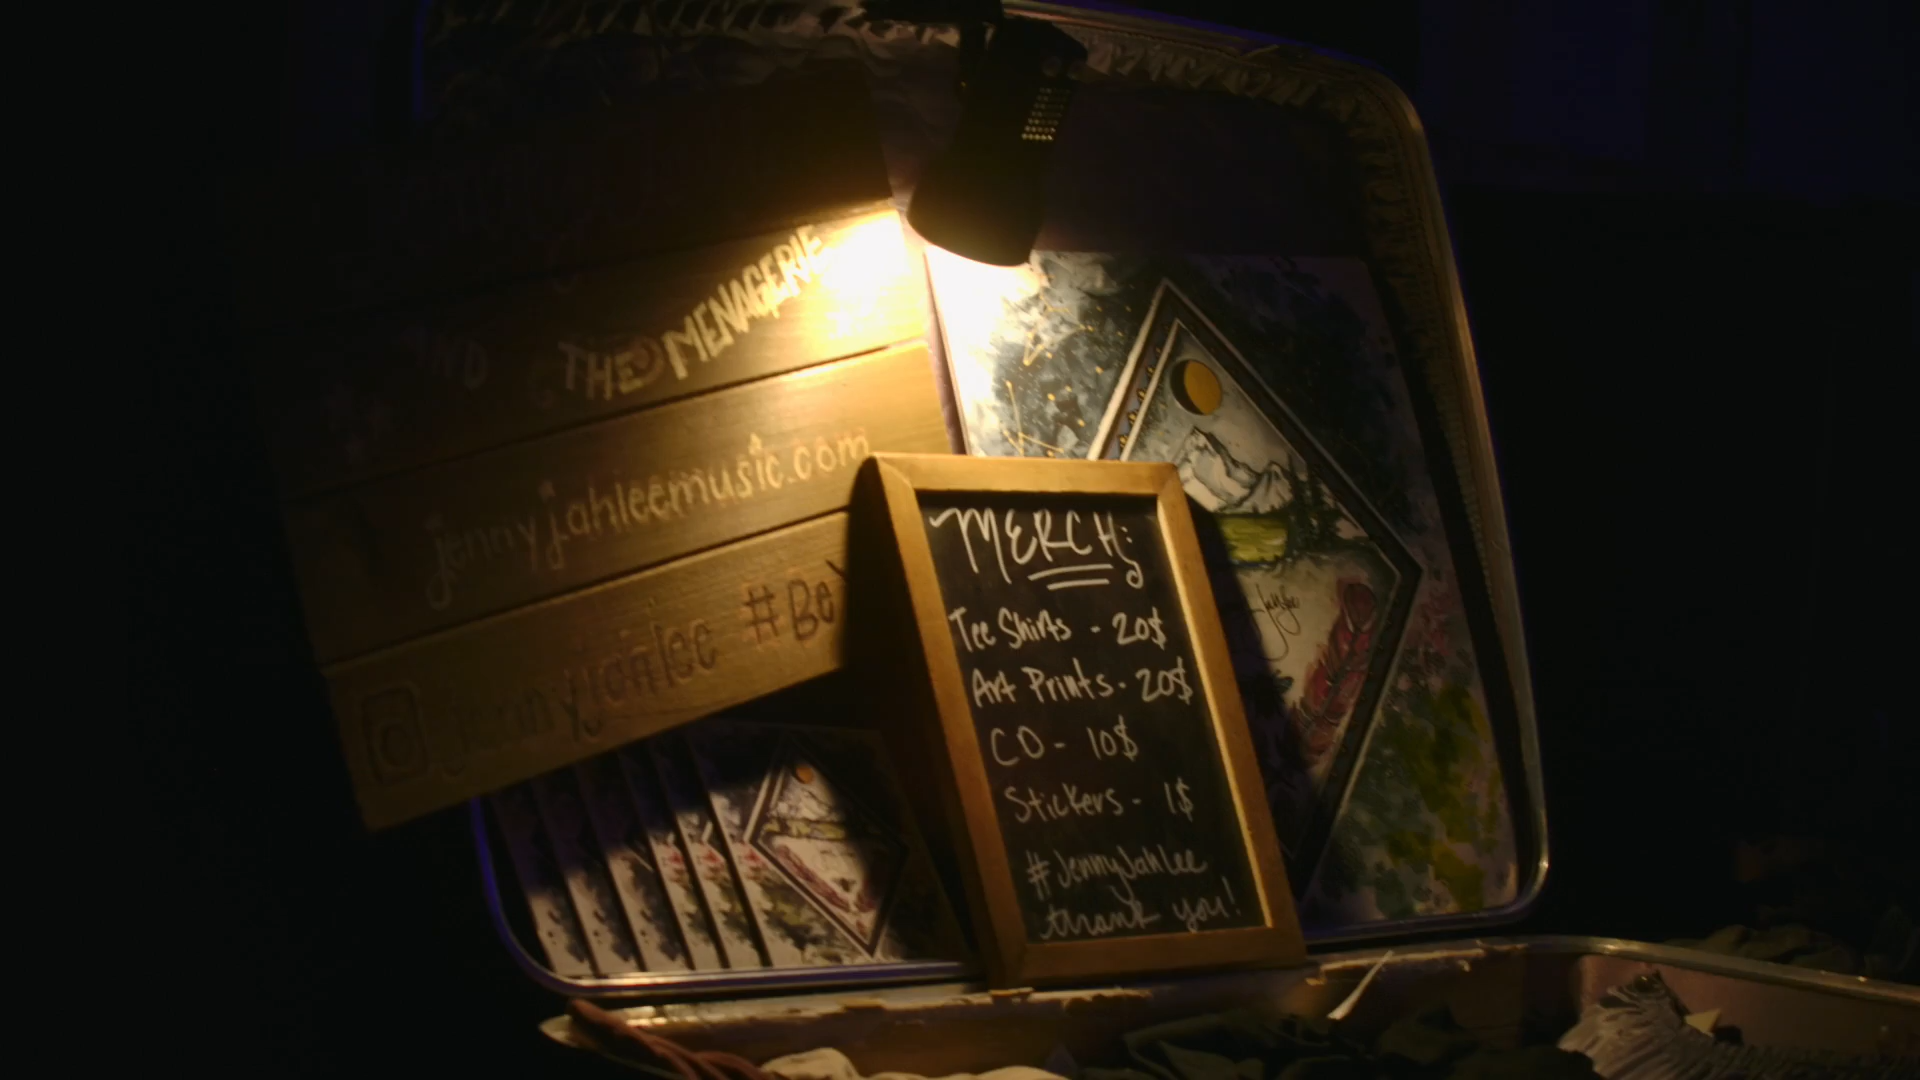 AND THE MENAGERIE
jennyjahleemusic.com
jennyjahlee #Be
MERCH:
Tee Shirts - 20$
Art Prints - 20$
CD - 10$
Stickers - 1$
#JennyJahLee
thank you!